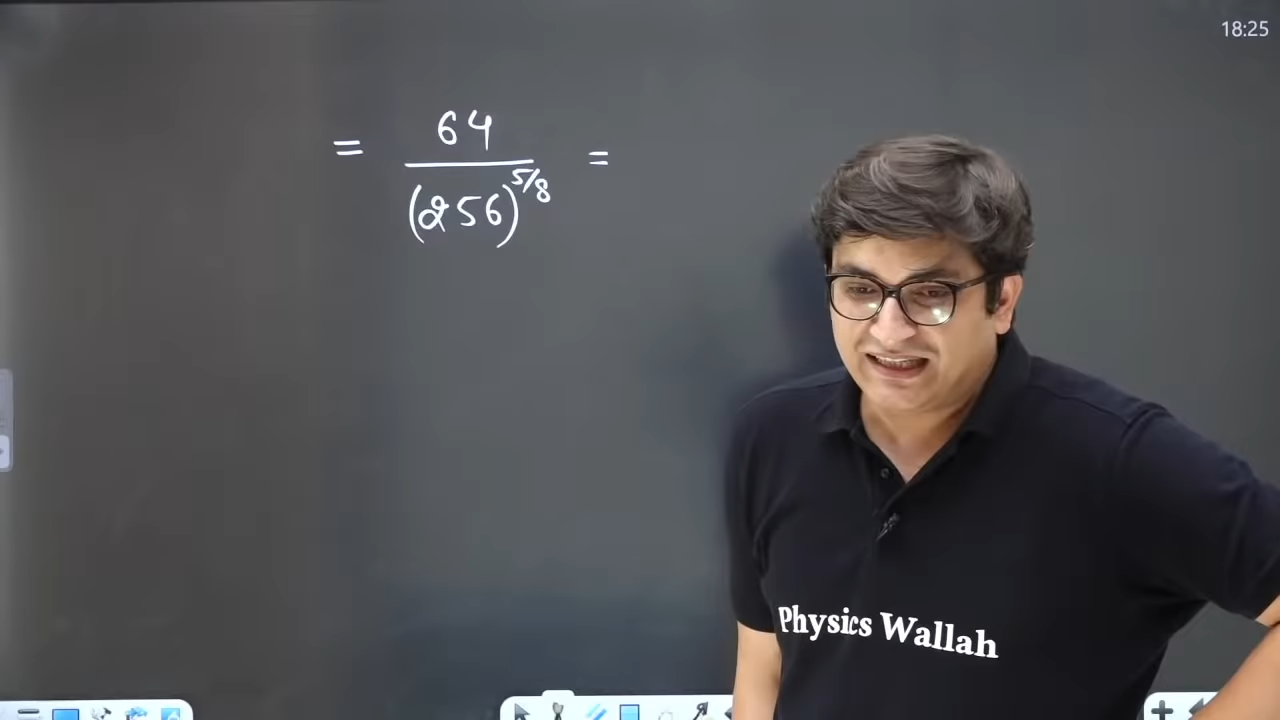 18:25
= 64 =
(256)^5/8
Physics Wallah